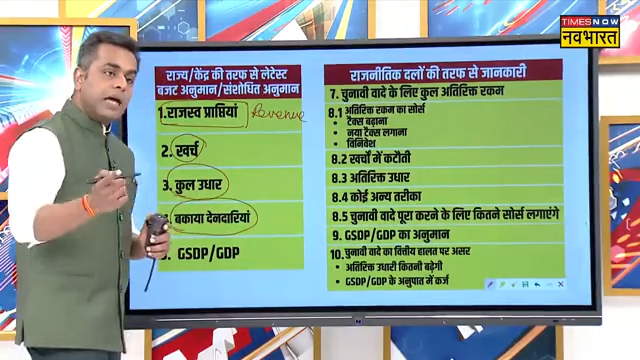 TIMES NOW
नवभारत
राज्य/केंद्र की तरफ से लेटेस्ट
बजट अनुमान/संशोधित अनुमान
1.राजस्व प्राप्तियां Revenue
2. खर्च
3. कुल उधार
बकाया देनदारियां
GSDP/GDP
राजनीतिक दलों की तरफ से जानकारी
7. चुनावी वादे के लिए कुल अतिरिक्त रकम
8.1 अतिरिक्त रकम का सोर्स
• टैक्स बढ़ाना
• नया टैक्स लगाना
• विनिवेश
8.2 खर्चों में कटौती
8.3 अतिरिक्त उधार
8.4 कोई अन्य तरीका
8.5 चुनावी वादे पूरा करने के लिए कितने सोर्स लगाएंगे
9. GSDP/GDP का अनुमान
10. चुनावी वादे का वित्तीय हालत पर असर
• अतिरिक्त उधारी कितनी बढ़ेगी
• GSDP/GDP के अनुपात में कर्ज